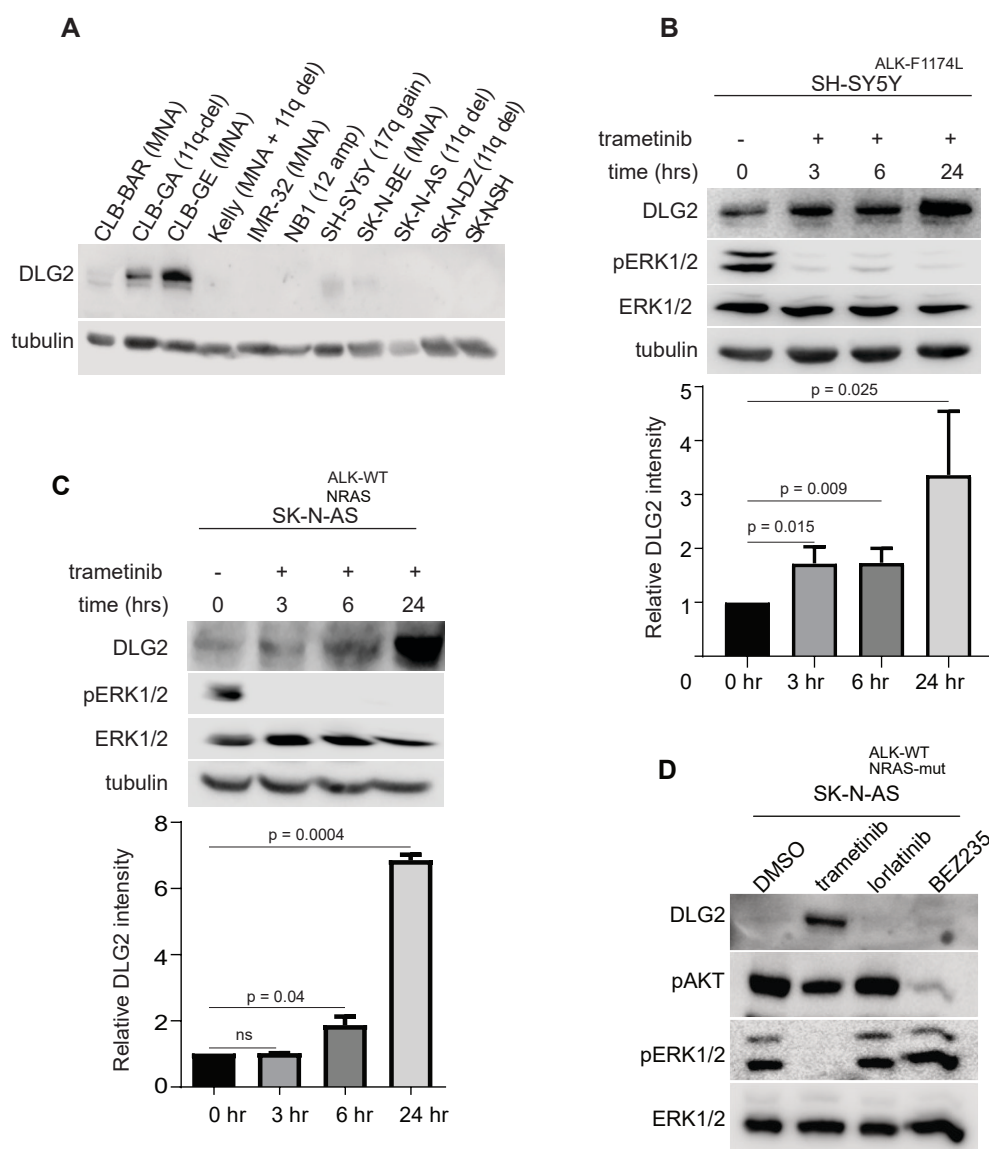 A
CLB-BAR (MNA)
CLB-GA (11q-del)
CLB-GE (MNA)
Kelly (MNA + 11q del)
IMR-32 (MNA)
NB1 (12 amp)
SH-SY5Y (17q gain)
SK-N-BE (MNA)
SK-N-AS (11q del)
SK-N-DZ (11q del)
SK-N-SH
DLG2
tubulin
B
ALK-F1174L
SH-SY5Y
trametinib - + + +
time (hrs) 0 3 6 24
DLG2
pERK1/2
ERK1/2
tubulin
Relative DLG2 intensity
5
4
3
2
1
0
p = 0.025
p = 0.009
p = 0.015
0 hr 3 hr 6 hr 24 hr
C
ALK-WT
NRAS
SK-N-AS
trametinib - + + +
time (hrs) 0 3 6 24
DLG2
pERK1/2
ERK1/2
tubulin
Relative DLG2 intensity
8
6
4
2
0
p = 0.0004
p = 0.04
ns
0 hr 3 hr 6 hr 24 hr
D
ALK-WT
NRAS-mut
SK-N-AS
DMSO
trametinib
lorlatinib
BEZ235
DLG2
pAKT
pERK1/2
ERK1/2